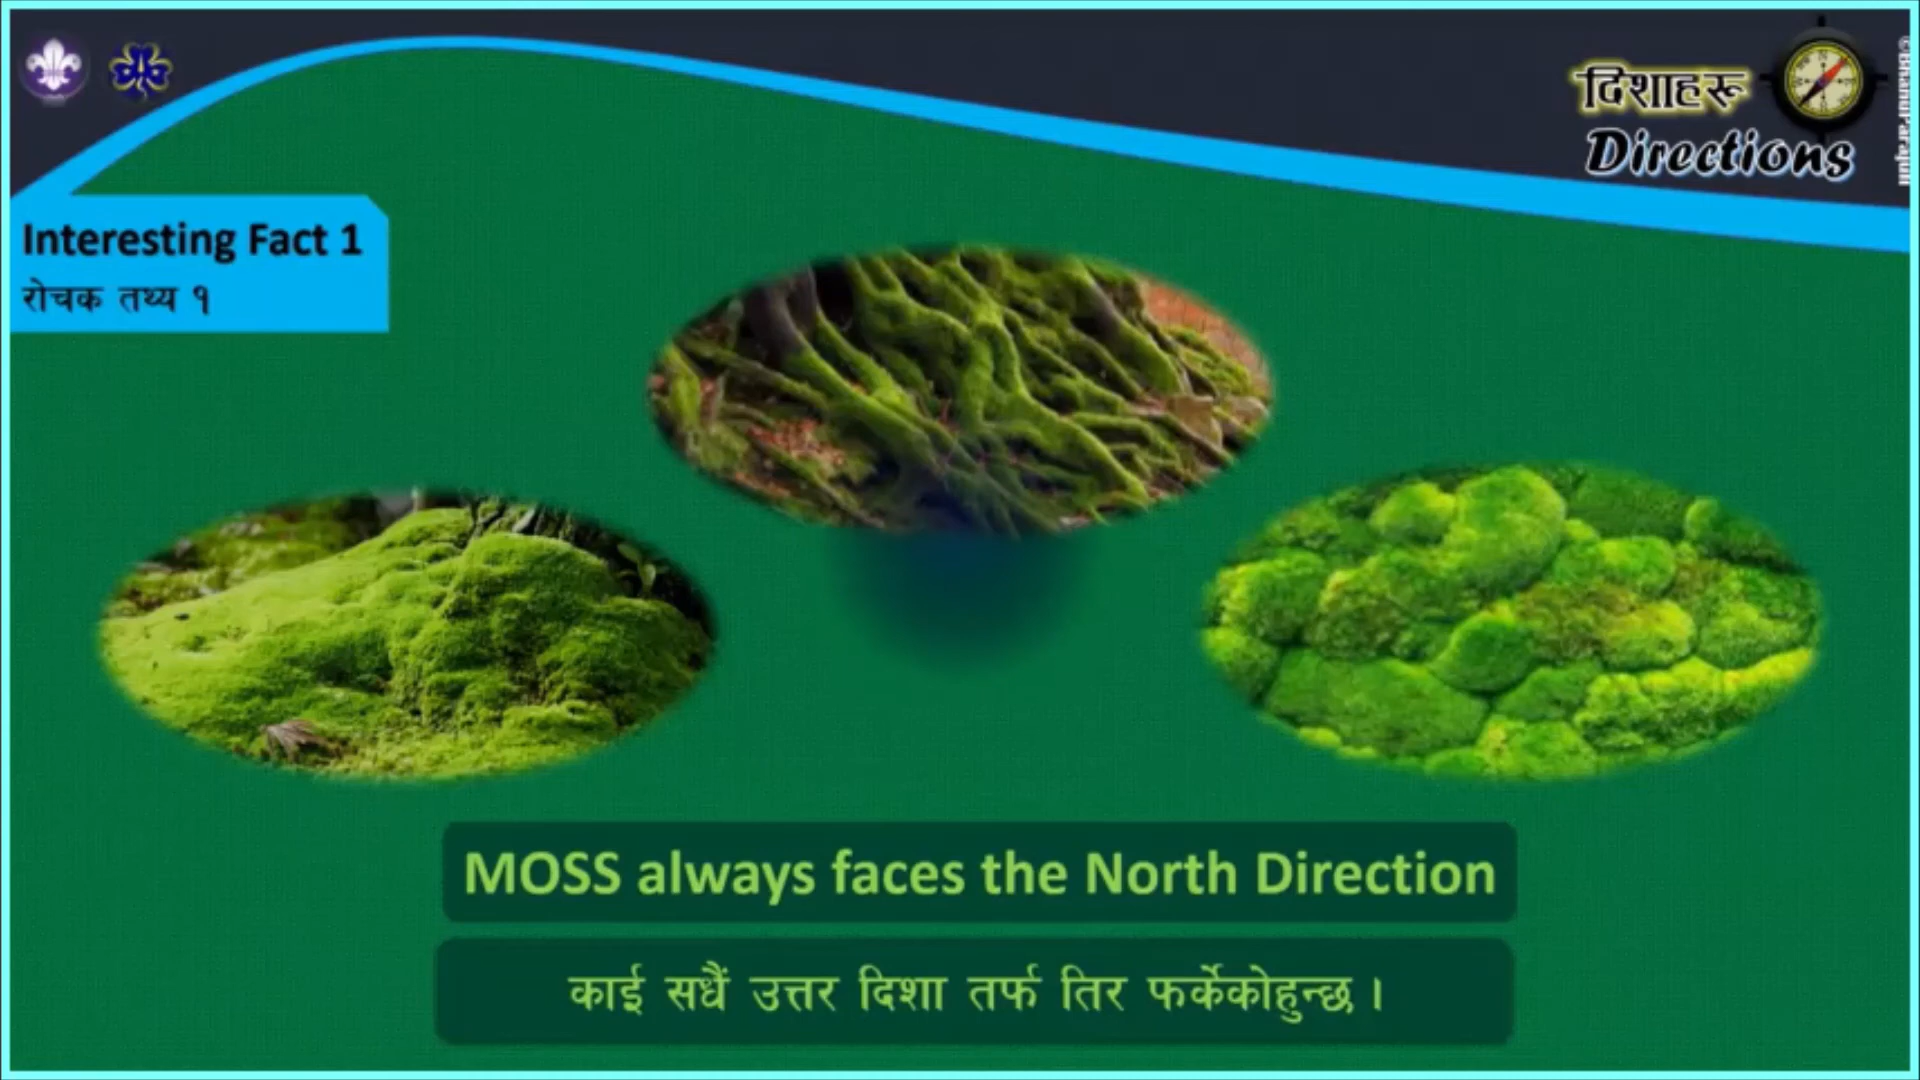 दिशाहरू
Directions
Interesting Fact 1
रोचक तथ्य १
MOSS always faces the North Direction
काई सधैं उत्तर दिशा तर्फ तिर फर्केकोहुन्छ ।